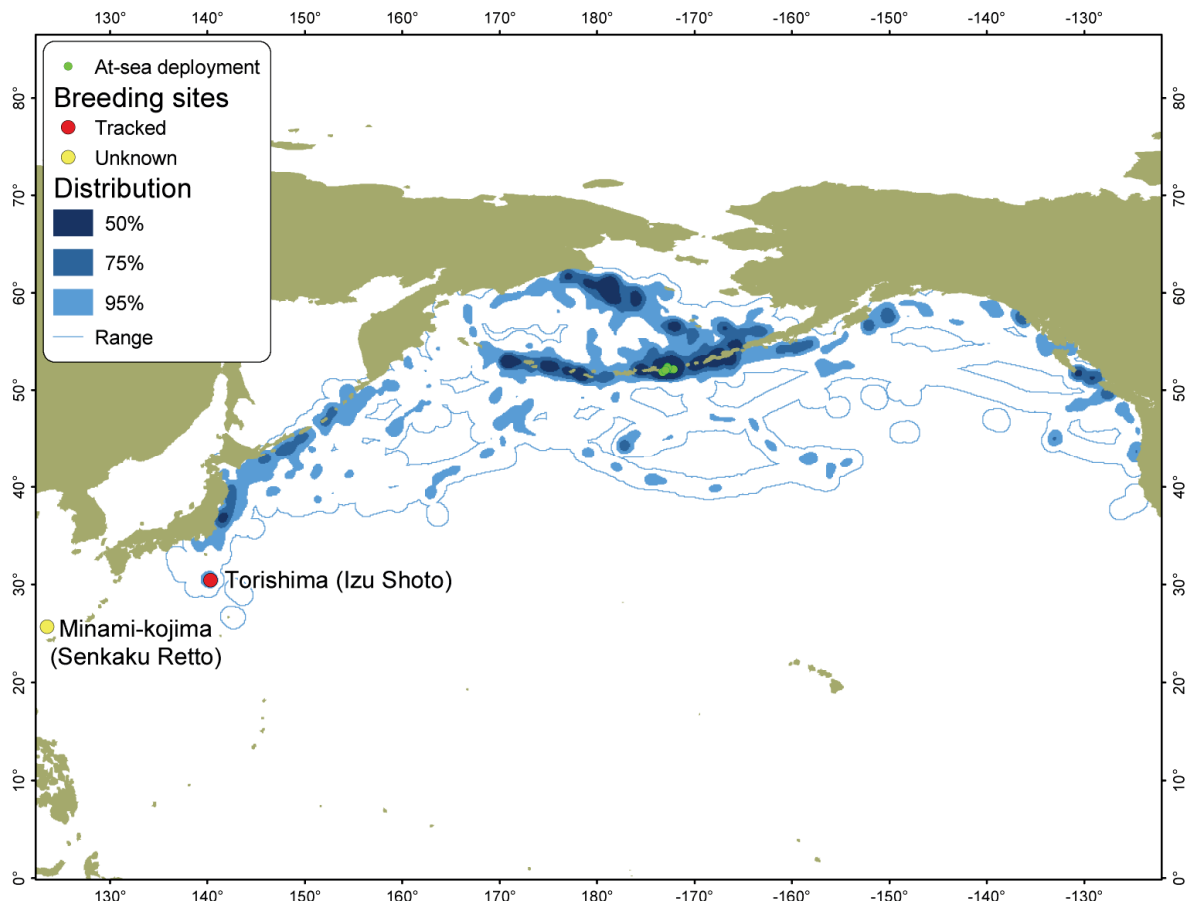 130° 140° 150° 160° 170° 180° -170° -160° -150° -140° -130°
At-sea deployment
Breeding sites
Tracked
Unknown
Distribution
50%
75%
95%
Range
80° 80°
70° 70°
60° 60°
50° 50°
40° 40°
30° 30°
Torishima (Izu Shoto)
Minami-kojima
(Senkaku Retto)
20° 20°
10° 10°
0° 0°
130° 140° 150° 160° 170° 180° -170° -160° -150° -140° -130°